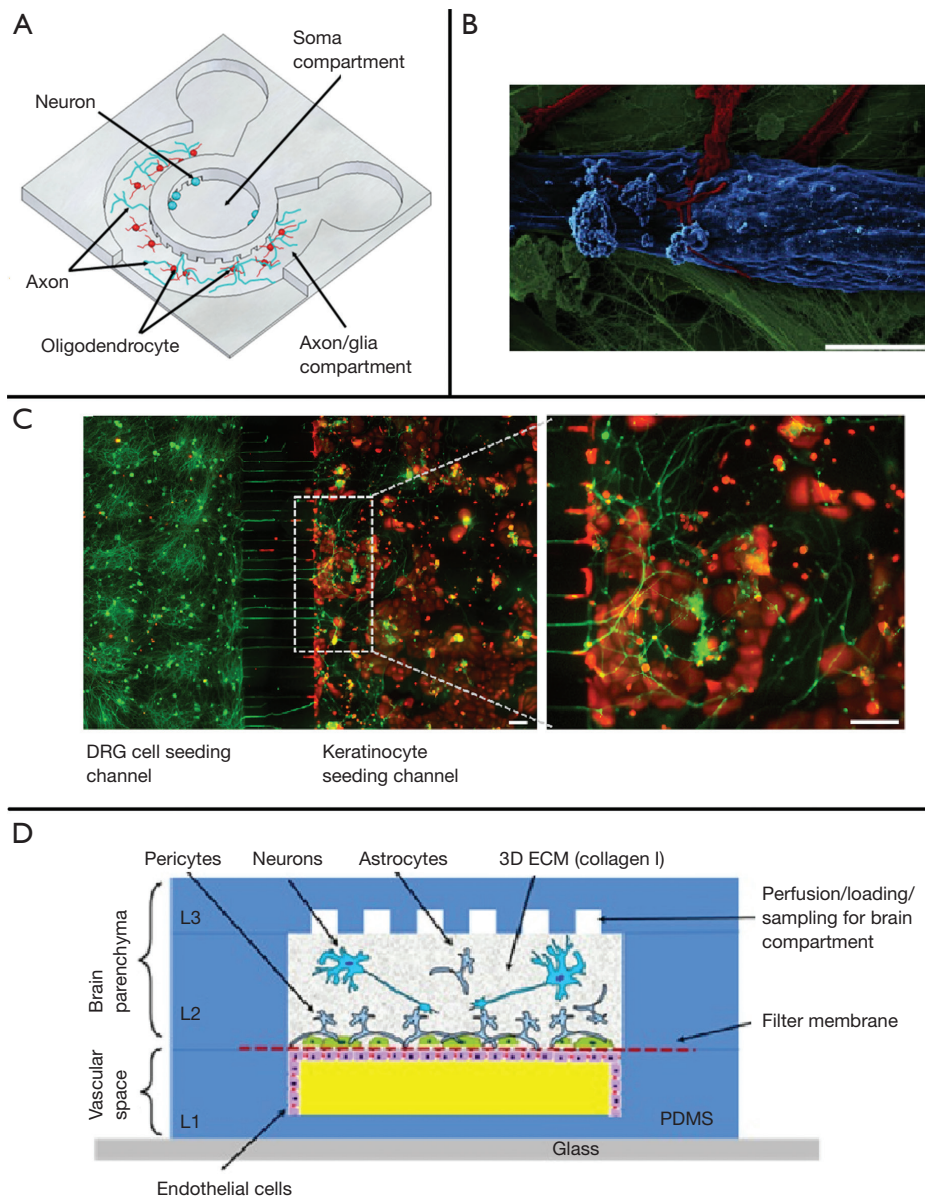 A
Soma
compartment
Neuron
Axon
Oligodendrocyte
Axon/glia
compartment
B
C
DRG cell seeding
channel
Keratinocyte
seeding channel
D
Pericytes
Neurons
Astrocytes
3D ECM (collagen I)
Perfusion/loading/
sampling for brain
compartment
Brain
parenchyma
L3
L2
Filter membrane
Vascular
space
L1
PDMS
Glass
Endothelial cells